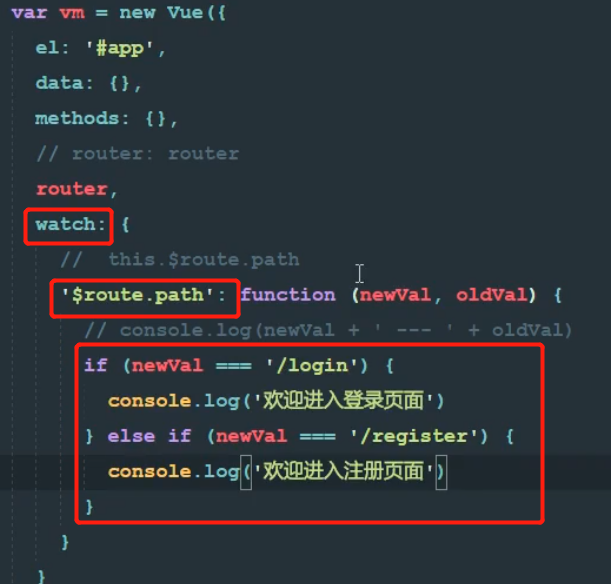 var vm = new Vue({
el: '#app',
data: {},
methods: {},
// router: router
router,
watch: {
//  this.$route.path
'$route.path': function (newVal, oldVal) {
// console.log(newVal + ' --- ' + oldVal)
if (newVal === '/login') {
console.log('欢迎进入登录页面')
} else if (newVal === '/register') {
console.log('欢迎进入注册页面')
}
}
}